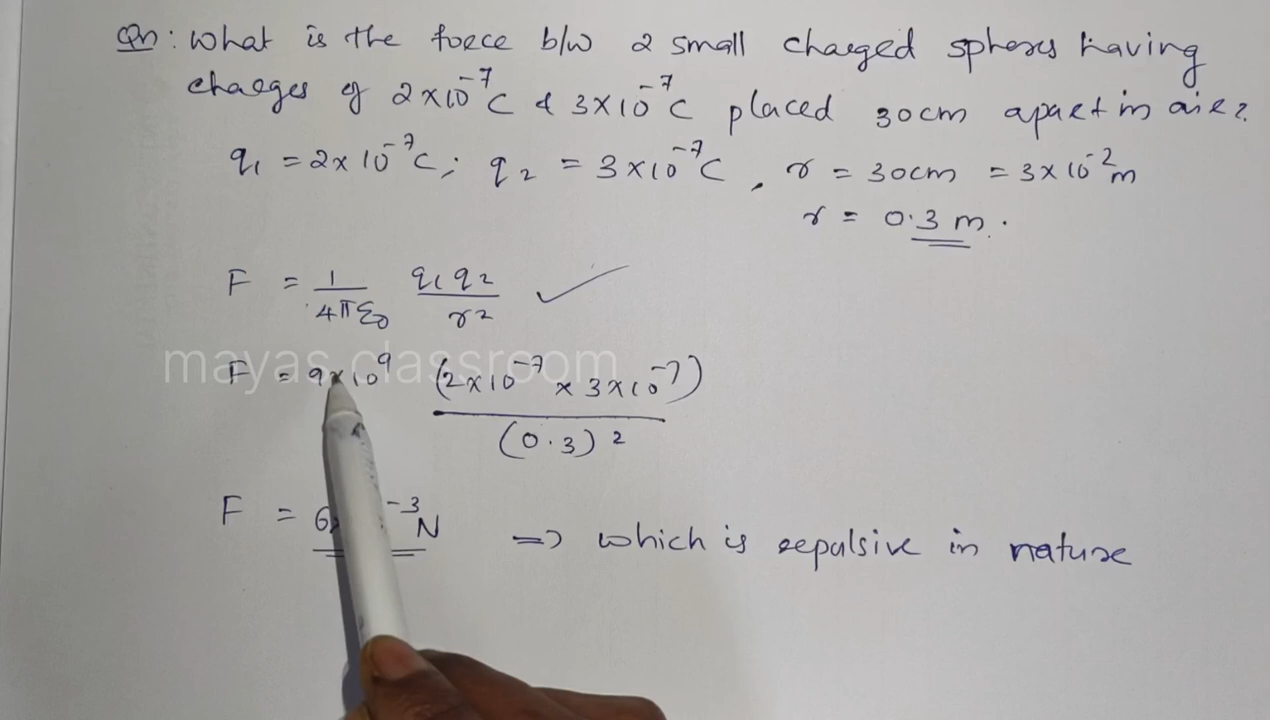 Qn: What is the force b/w 2 small charged spheres having
charges of 2×10⁻⁷C & 3×10⁻⁷C placed 30cm apart in air?
q₁ = 2×10⁻⁷C; q₂ = 3×10⁻⁷C, r = 30cm = 3×10⁻²m
r = 0.3 m.
F = 1/4πε₀ q₁q₂/r² ✓
mayas classroom
F = 9×10⁹ (2×10⁻⁷ × 3×10⁻⁷)/(0.3)²
F = 6 ⁻³N ⇒ which is repulsive in nature